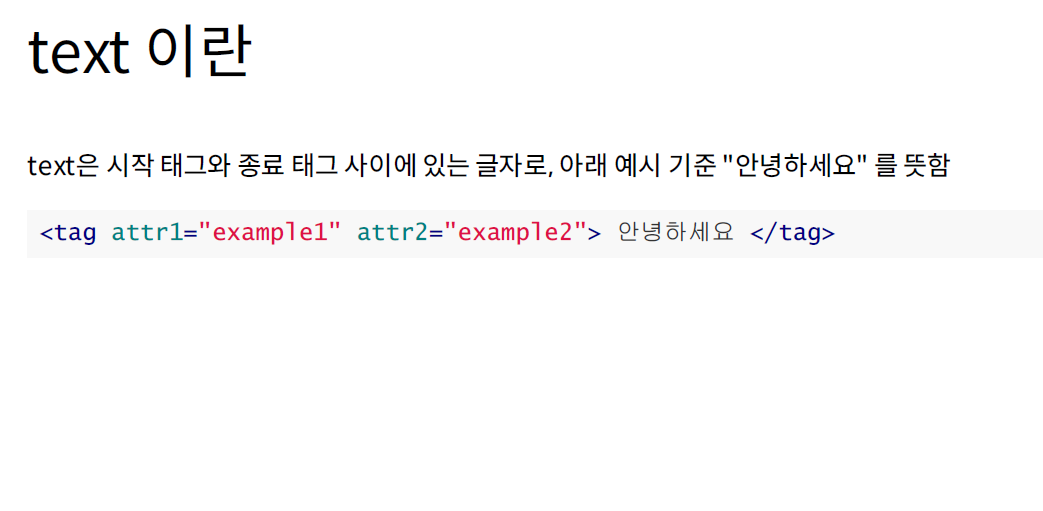 text 이란
text은 시작 태그와 종료 태그 사이에 있는 글자로, 아래 예시 기준 "안녕하세요" 를 뜻함
<tag attr1="example1" attr2="example2"> 안녕하세요 </tag>